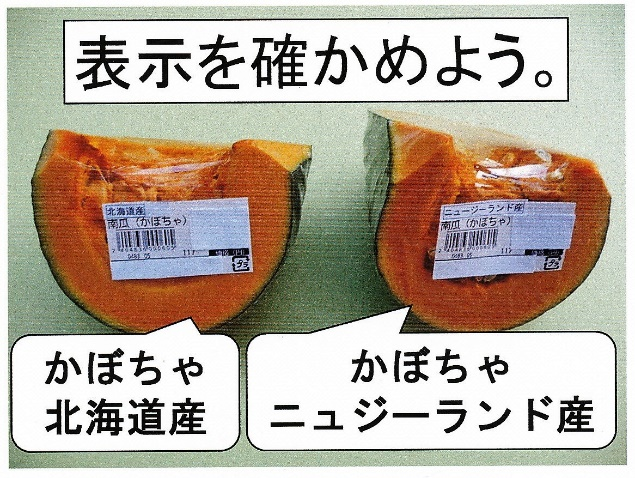 表示を確かめよう。
北海道産
南瓜(かぼちゃ)
ニュージーランド産
南瓜(かぼちゃ)
かぼちゃ
北海道産
かぼちゃ
ニュジーランド産